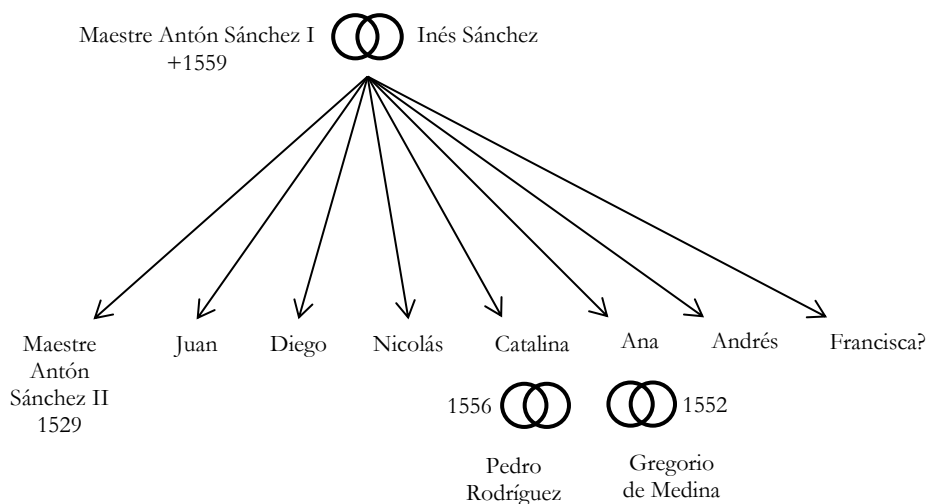 Maestre Antón Sánchez I
+1559
Inés Sánchez
Maestre
Antón
Sánchez II
1529
Juan
Diego
Nicolás
Catalina
Ana
Andrés
Francisca?
1556
1552
Pedro
Rodríguez
Gregorio
de Medina